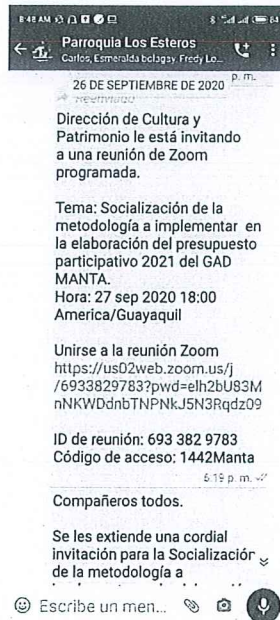 8:48 AM
Parroquia Los Esteros
Carlos, Esmeralda bolagay, Fredy Lo...
p. m.
26 DE SEPTIEMBRE DE 2020
Reenviado
Dirección de Cultura y
Patrimonio le está invitando
a una reunión de Zoom
programada.
Tema: Socialización de la
metodología a implementar en
la elaboración del presupuesto
participativo 2021 del GAD
MANTA.
Hora: 27 sep 2020 18:00
America/Guayaquil
Unirse a la reunión Zoom
https://us02web.zoom.us/j
/6933829783?pwd=elh2bU83M
nNKWDdnbTNPNkJ5N3Rqdz09
ID de reunión: 693 382 9783
Código de acceso: 1442Manta
6:19 p. m.
Compañeros todos.
Se les extiende una cordial
invitación para la Socialización
de la metodología a
Escribe un men...